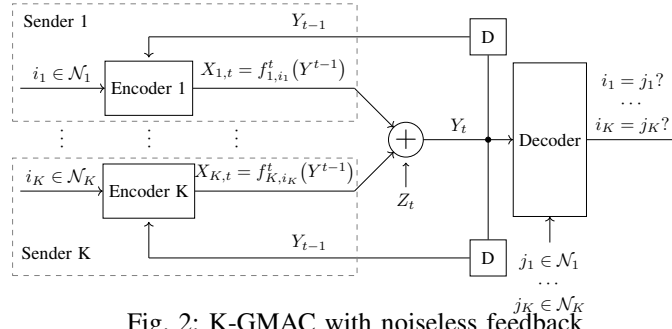 Sender 1
Y_{t−1}
D
i_1 ∈ N_1
Encoder 1
X_{1,t} = f^t_{1,i_1}(Y^{t−1})
i_1 = j_1?
...
i_K = j_K?
Y_t
Decoder
+
Z_t
i_K ∈ N_K
Encoder K
X_{K,t} = f^t_{K,i_K}(Y^{t−1})
Sender K
Y_{t−1}
D
j_1 ∈ N_1
...
j_K ∈ N_K
Fig. 2: K-GMAC with noiseless feedback